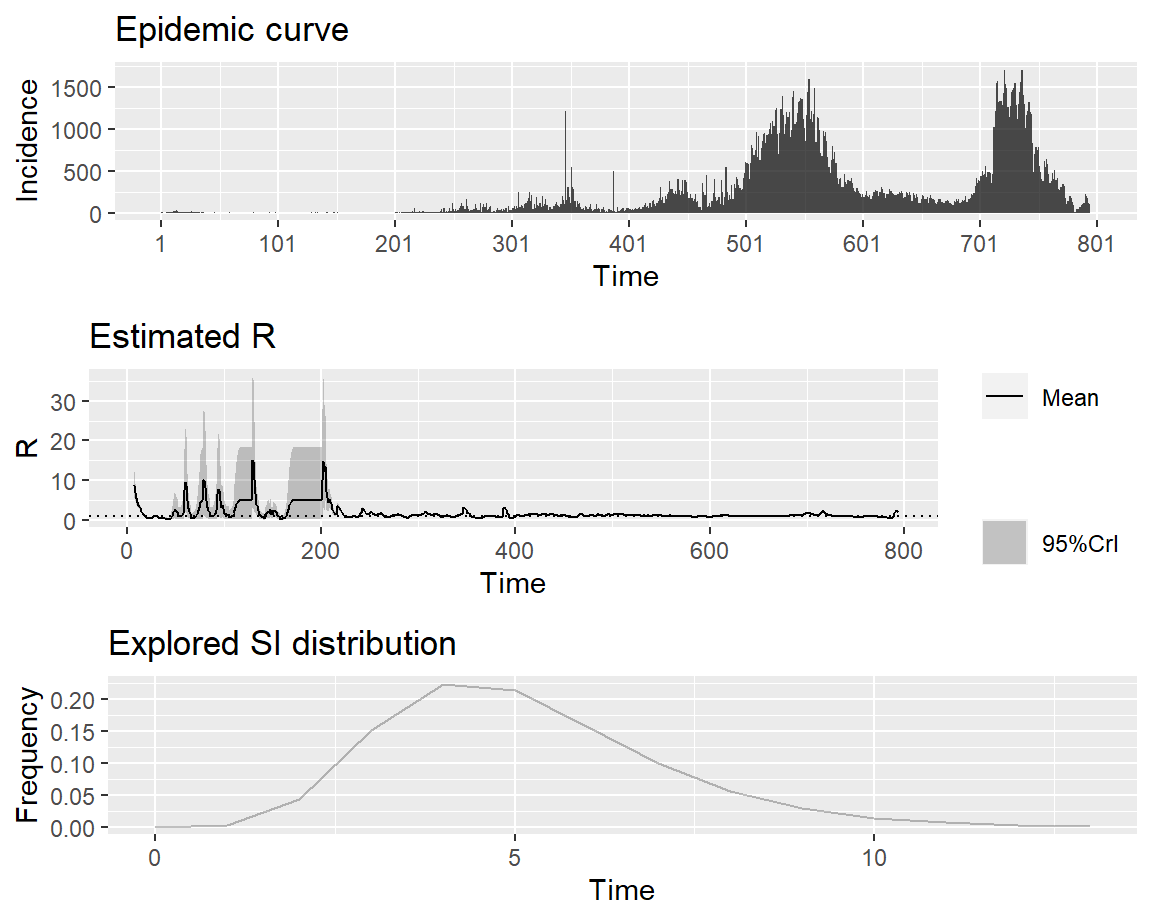 Epidemic curve
Incidence
1500
1000
500
0
1 101 201 301 401 501 601 701 801
Time
Estimated R
R
30
20
10
0
0 200 400 600 800
Time
Mean
95%CrI
Explored SI distribution
Frequency
0.20
0.15
0.10
0.05
0.00
0 5 10
Time